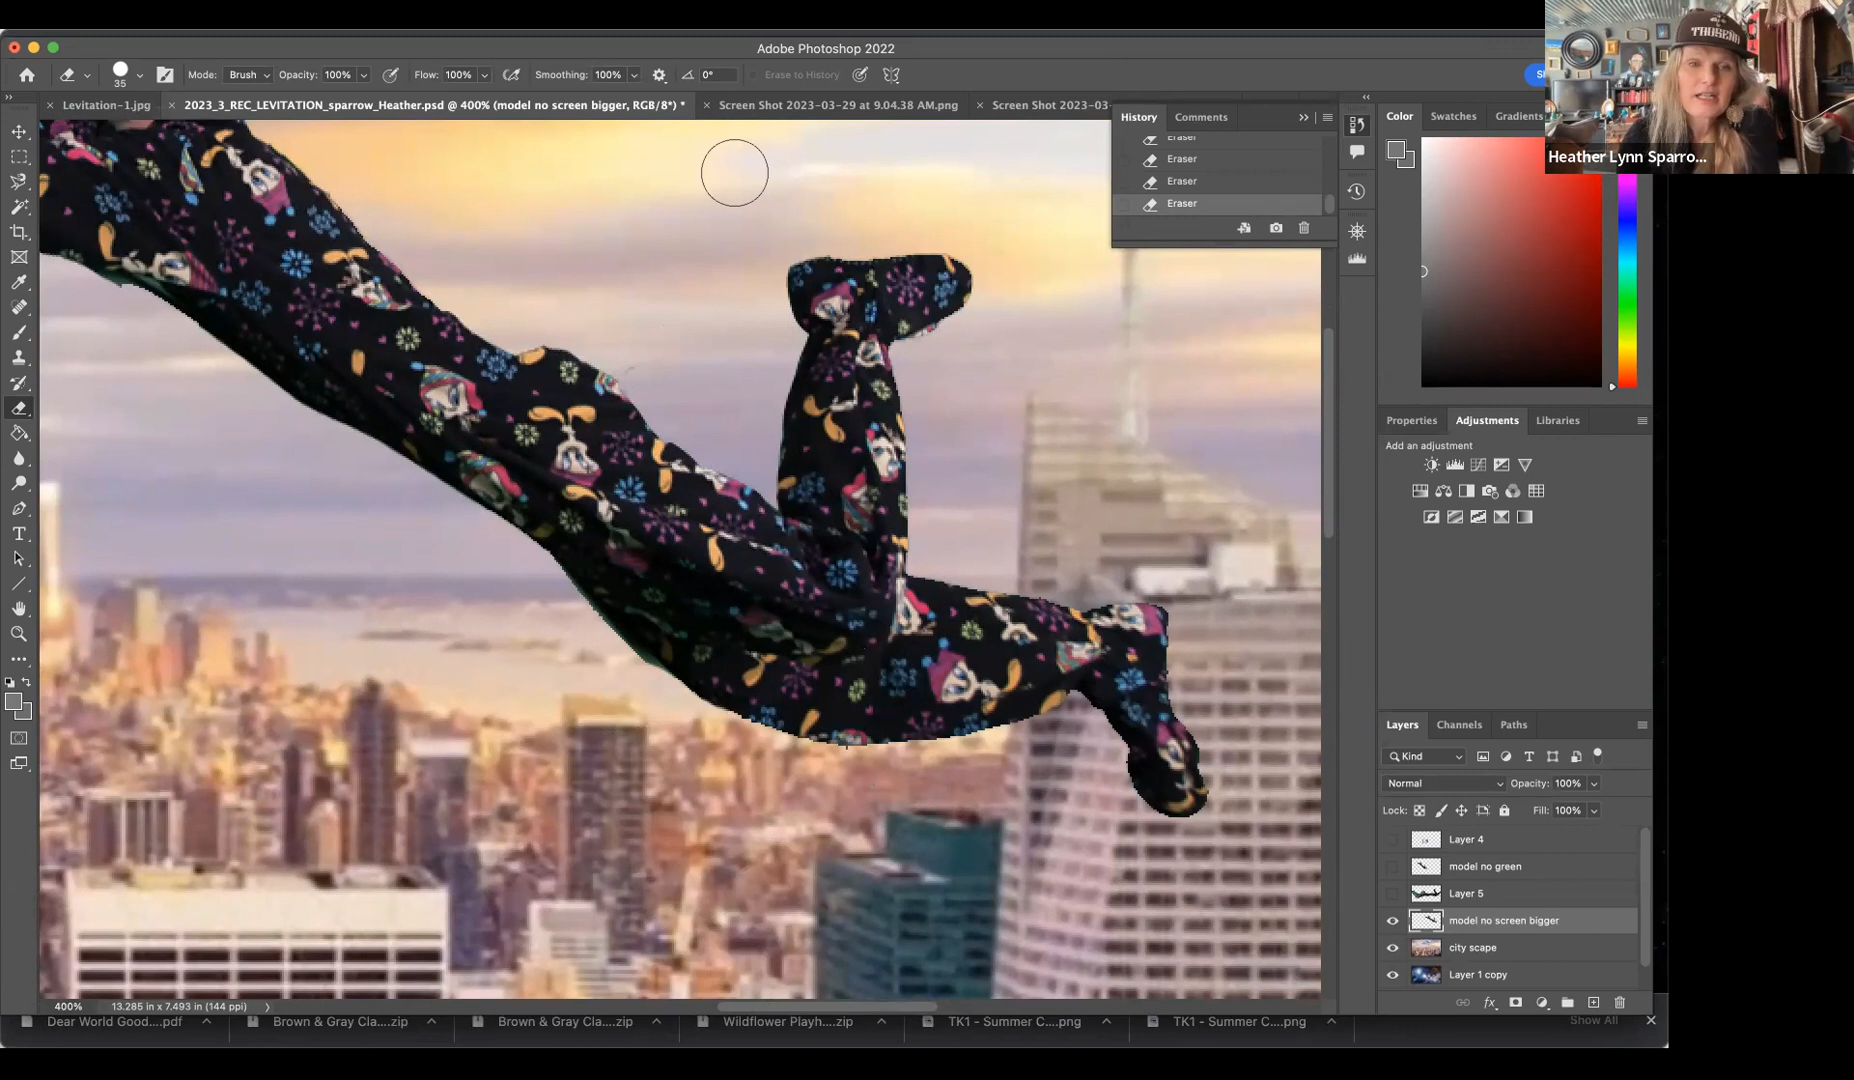 Adobe Photoshop 2022
35 Mode: Brush Opacity: 100% Flow: 100% Smoothing: 100% 0° Erase to History
Levitation-1.jpg
2023_3_REC_LEVITATION_sparrow_Heather.psd @ 400% (model no screen bigger, RGB/8*) *
Screen Shot 2023-03-29 at 9.04.38 AM.png
Screen Shot 2023-03-
History Comments
Eraser
Eraser
Eraser
Eraser
Color Swatches Gradients
Heather Lynn Sparro...
Properties Adjustments Libraries
Add an adjustment
Layers Channels Paths
Kind
Normal Opacity: 100%
Lock: Fill: 100%
Layer 4
model no green
Layer 5
model no screen bigger
city scape
Layer 1 copy
fx
400% 13.285 in x 7.493 in (144 ppi)
Dear World Good....pdf
Brown & Gray Cla....zip
Brown & Gray Cla....zip
Wildflower Playh....zip
TK1 - Summer C....png
TK1 - Summer C....png
Show All